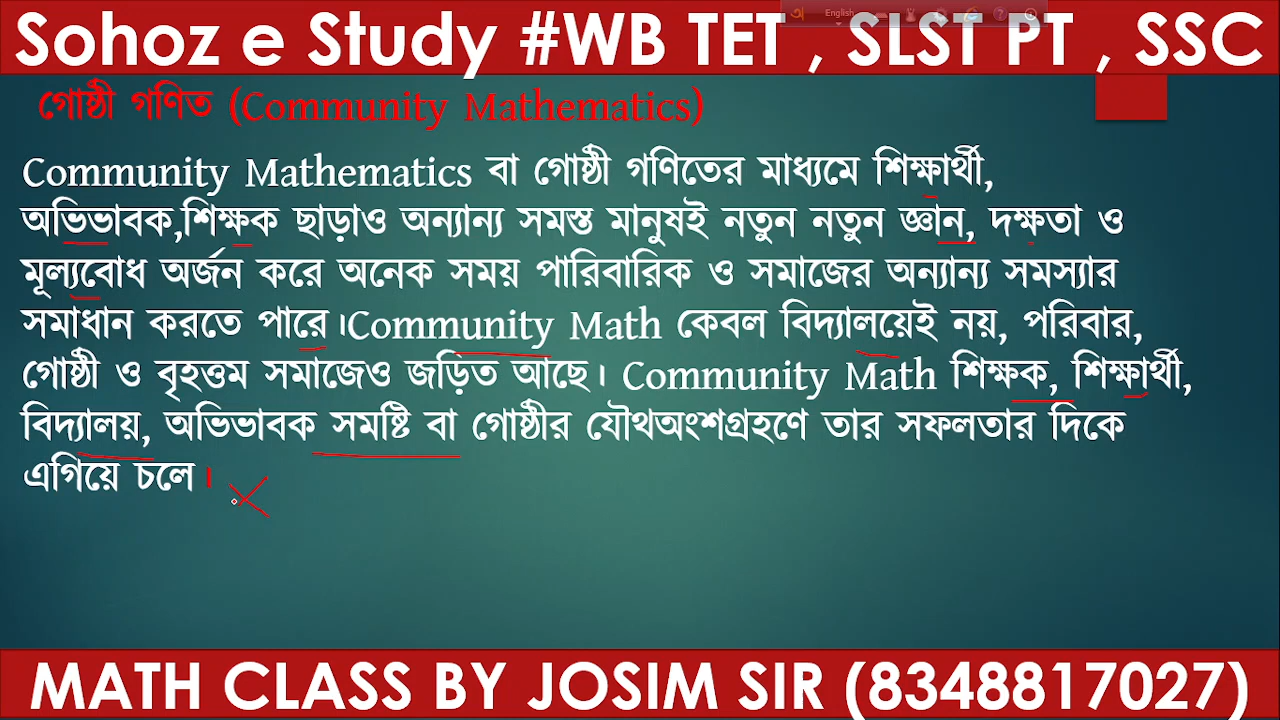 Sohoz e Study #WB TET , SLST PT , SSC
English
গোষ্ঠী গণিত (Community Mathematics)
Community Mathematics বা গোষ্ঠী গণিতের মাধ্যমে শিক্ষার্থী,
অভিভাবক,শিক্ষক ছাড়াও অন্যান্য সমস্ত মানুষই নতুন নতুন জ্ঞান, দক্ষতা ও
মূল্যবোধ অর্জন করে অনেক সময় পারিবারিক ও সমাজের অন্যান্য সমস্যার
সমাধান করতে পারে।Community Math কেবল বিদ্যালয়েই নয়, পরিবার,
গোষ্ঠী ও বৃহত্তম সমাজেও জড়িত আছে। Community Math শিক্ষক, শিক্ষার্থী,
বিদ্যালয়, অভিভাবক সমষ্টি বা গোষ্ঠীর যৌথঅংশগ্রহণে তার সফলতার দিকে
এগিয়ে চলে।
MATH CLASS BY JOSIM SIR (8348817027)